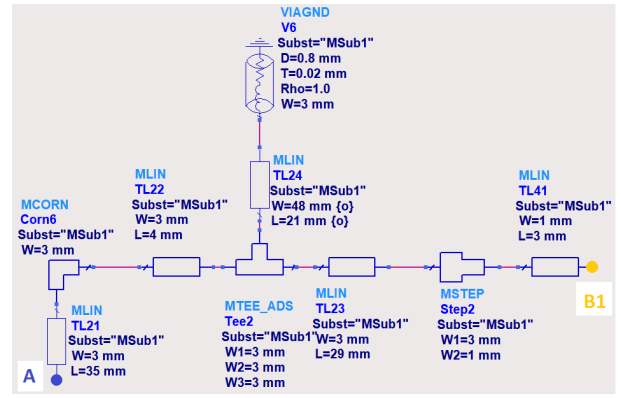 VIAGND
V6
Subst="MSub1"
D=0.8 mm
T=0.02 mm
Rho=1.0
W=3 mm
MLIN
TL24
Subst="MSub1"
W=48 mm {o}
L=21 mm {o}
MLIN
TL22
Subst="MSub1"
W=3 mm
L=4 mm
MLIN
TL41
Subst="MSub1"
W=1 mm
L=3 mm
MCORN
Corn6
Subst="MSub1"
W=3 mm
MLIN
TL21
Subst="MSub1"
W=3 mm
L=35 mm
MTEE_ADS
Tee2
Subst="MSub1"
W1=3 mm
W2=3 mm
W3=3 mm
MLIN
TL23
Subst="MSub1"
W=3 mm
L=29 mm
MSTEP
Step2
Subst="MSub1"
W1=3 mm
W2=1 mm
B1
A